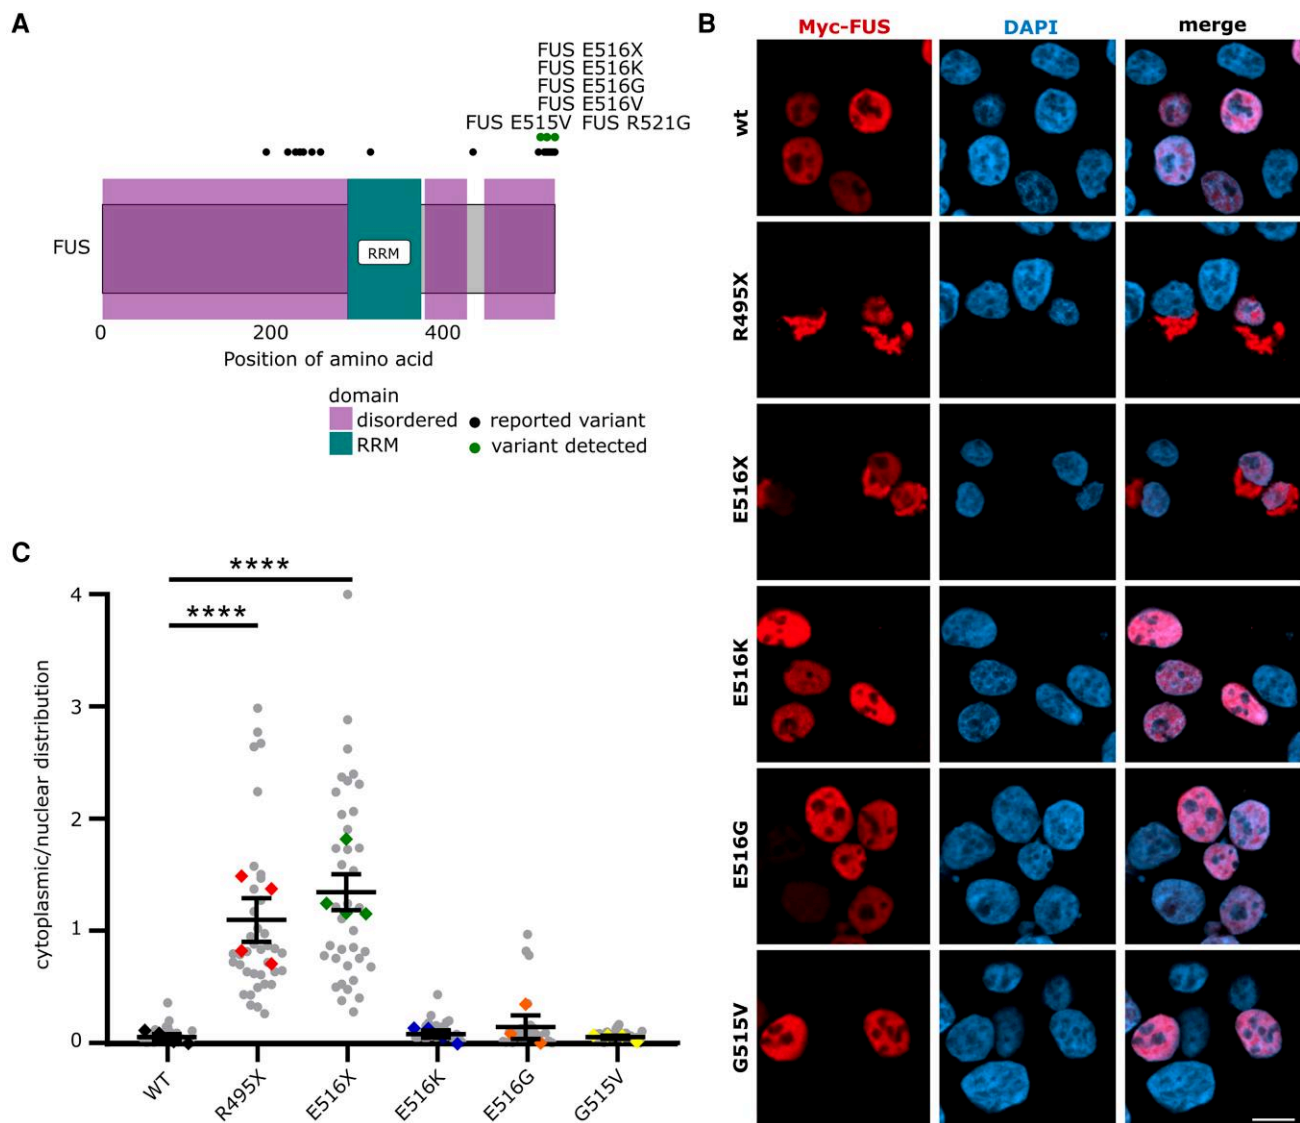 A
FUS E516X
FUS E516K
FUS E516G
FUS E516V
FUS E515V FUS R521G
FUS
RRM
0 200 400
Position of amino acid
domain
disordered
RRM
reported variant
variant detected
B
Myc-FUS DAPI merge
wt
R495X
E516X
E516K
E516G
G515V
C
****
****
4
3
2
1
0
cytoplasmic/nuclear distribution
WT R495X E516X E516K E516G G515V